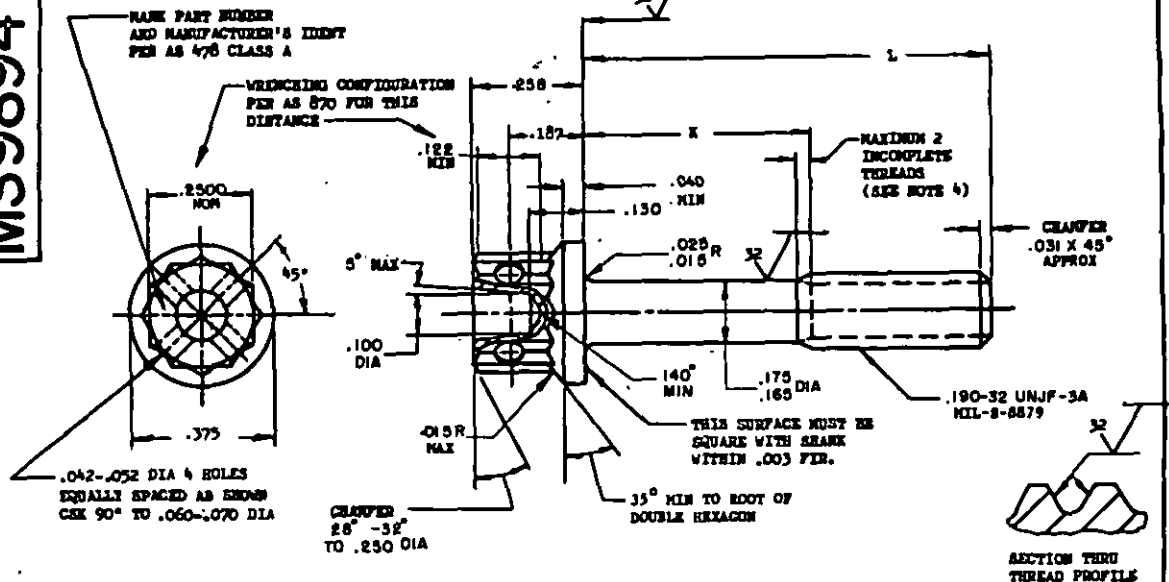 MS9894
MARK PART NUMBER
AND MANUFACTURER'S IDENT
PER AS 478 CLASS A
WRENCHING CONFIGURATION
PER AS 870 FOR THIS
DISTANCE
.258
L
.187
K
.122
MIN
MAXIMUM 2
INCOMPLETE
THREADS
(SEE NOTE 4)
.2500
NOM
.040
MIN
.130
CHAMFER
.031 X 45°
APPROX
.025 R
.015
32
45°
5° MAX
.100
DIA
140°
MIN
.175 DIA
.165
.190-32 UNJF-3A
MIL-S-8879
.375
.015 R
MAX
THIS SURFACE MUST BE
SQUARE WITH SHANK
WITHIN .003 FIR.
32
.042-.052 DIA 4 HOLES
EQUALLY SPACED AS SHOWN
CSK 90° TO .060-.070 DIA
35° MIN TO ROOT OF
DOUBLE HEXAGON
CHAMFER
28° -32°
TO .250 DIA
SECTION THRU
THREAD PROFILE